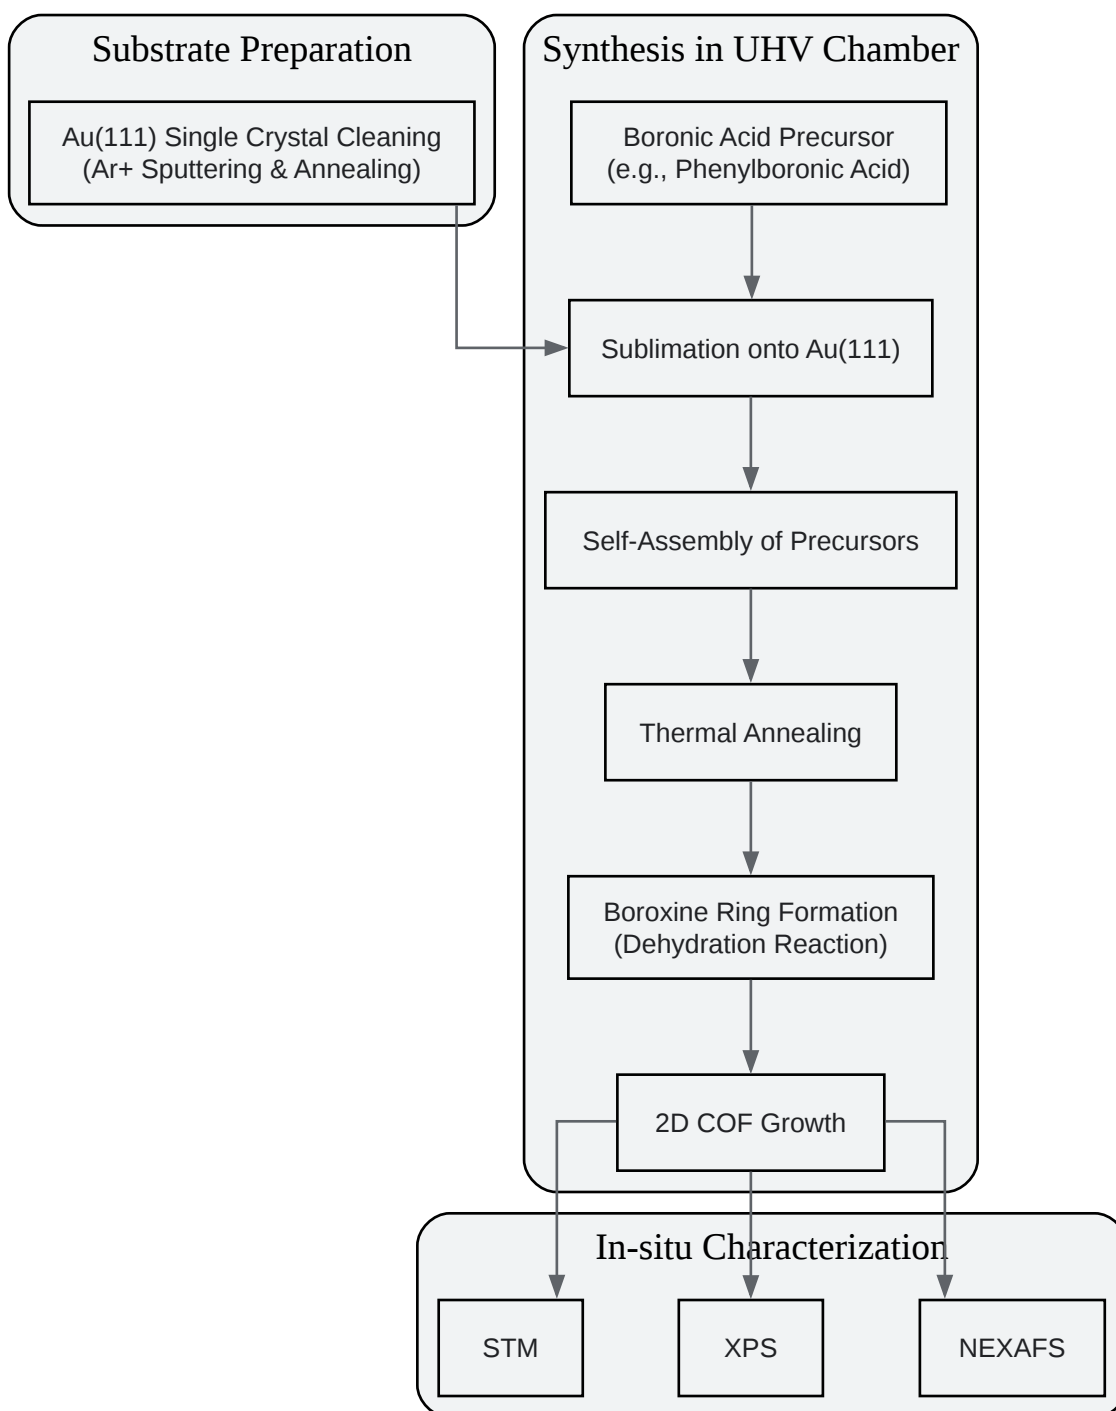 Substrate Preparation
Au(111) Single Crystal Cleaning
(Ar+ Sputtering & Annealing)
Synthesis in UHV Chamber
Boronic Acid Precursor
(e.g., Phenylboronic Acid)
Sublimation onto Au(111)
Self-Assembly of Precursors
Thermal Annealing
Boroxine Ring Formation
(Dehydration Reaction)
2D COF Growth
In-situ Characterization
STM
XPS
NEXAFS